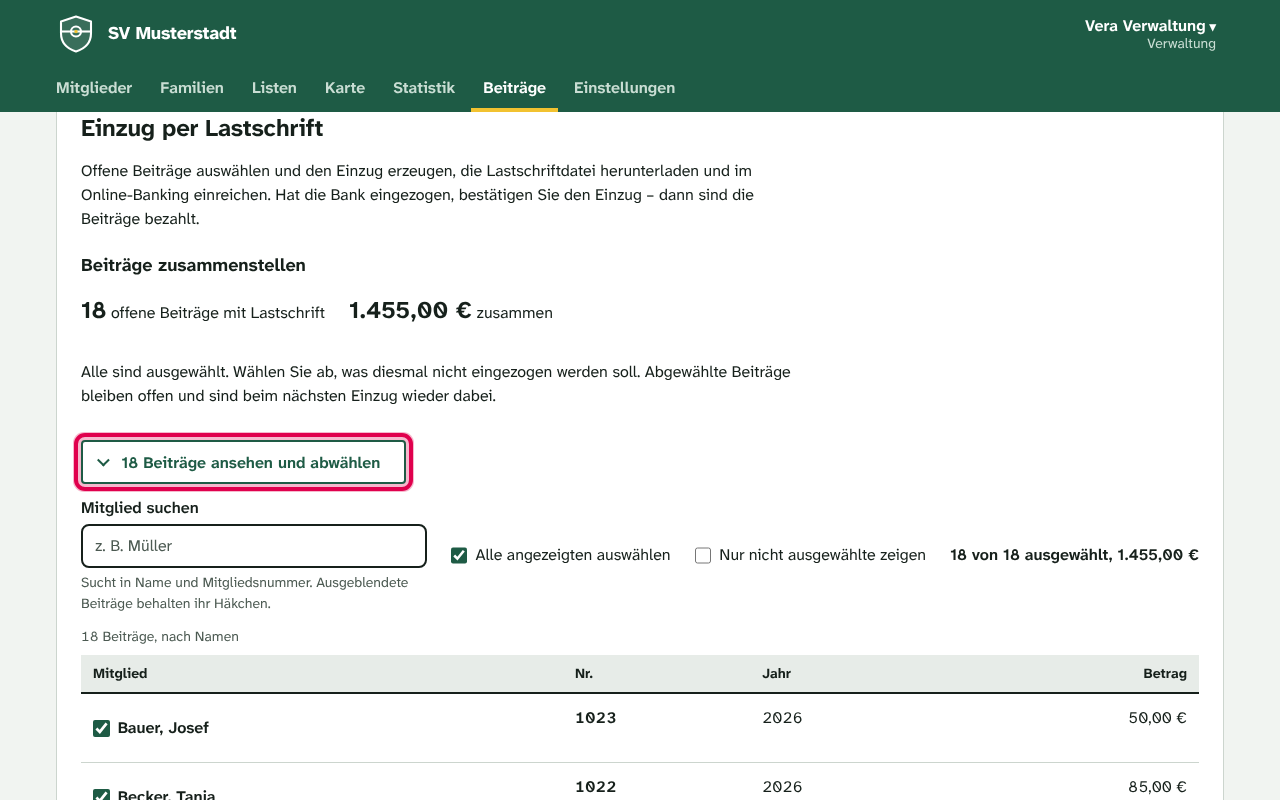 SV Musterstadt
Vera Verwaltung ▾
Verwaltung
Mitglieder Familien Listen Karte Statistik Beiträge Einstellungen
Einzug per Lastschrift
Offene Beiträge auswählen und den Einzug erzeugen, die Lastschriftdatei herunterladen und im
Online-Banking einreichen. Hat die Bank eingezogen, bestätigen Sie den Einzug – dann sind die
Beiträge bezahlt.
Beiträge zusammenstellen
18 offene Beiträge mit Lastschrift 1.455,00 € zusammen
Alle sind ausgewählt. Wählen Sie ab, was diesmal nicht eingezogen werden soll. Abgewählte Beiträge
bleiben offen und sind beim nächsten Einzug wieder dabei.
18 Beiträge ansehen und abwählen
Mitglied suchen
z. B. Müller
Alle angezeigten auswählen Nur nicht ausgewählte zeigen 18 von 18 ausgewählt, 1.455,00 €
Sucht in Name und Mitgliedsnummer. Ausgeblendete
Beiträge behalten ihr Häkchen.
18 Beiträge, nach Namen
Mitglied Nr. Jahr Betrag
Bauer, Josef 1023 2026 50,00 €
Becker, Tanja 1022 2026 85,00 €